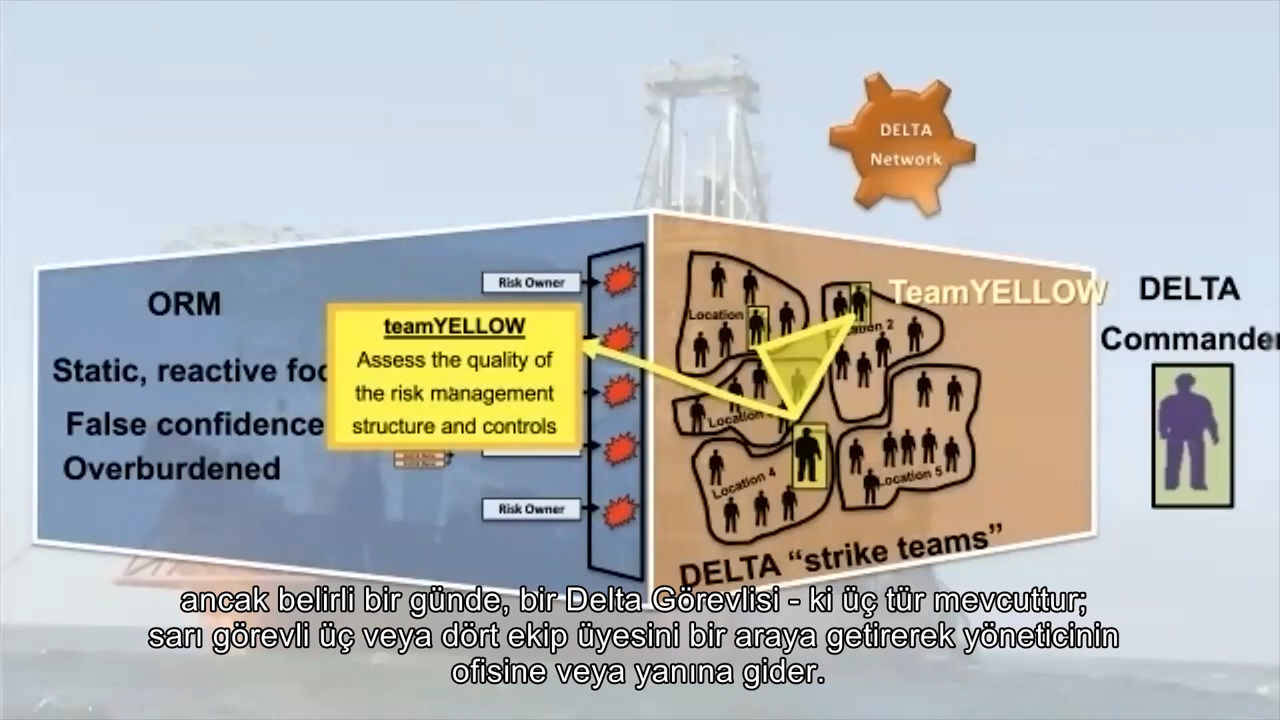 DELTA
Network
ORM
Static, reactive foc
False confidence
Overburdened
Risk Owner
teamYELLOW
Assess the quality of
the risk management
structure and controls
Risk Owner
Location
Location 4
Location 5
TeamYELLOW
DELTA "strike teams"
DELTA
Commander
ancak belirli bir günde, bir Delta Görevlisi - ki üç tür mevcuttur;
sarı görevli üç veya dört ekip üyesini bir araya getirerek yöneticinin
ofisine veya yanına gider.